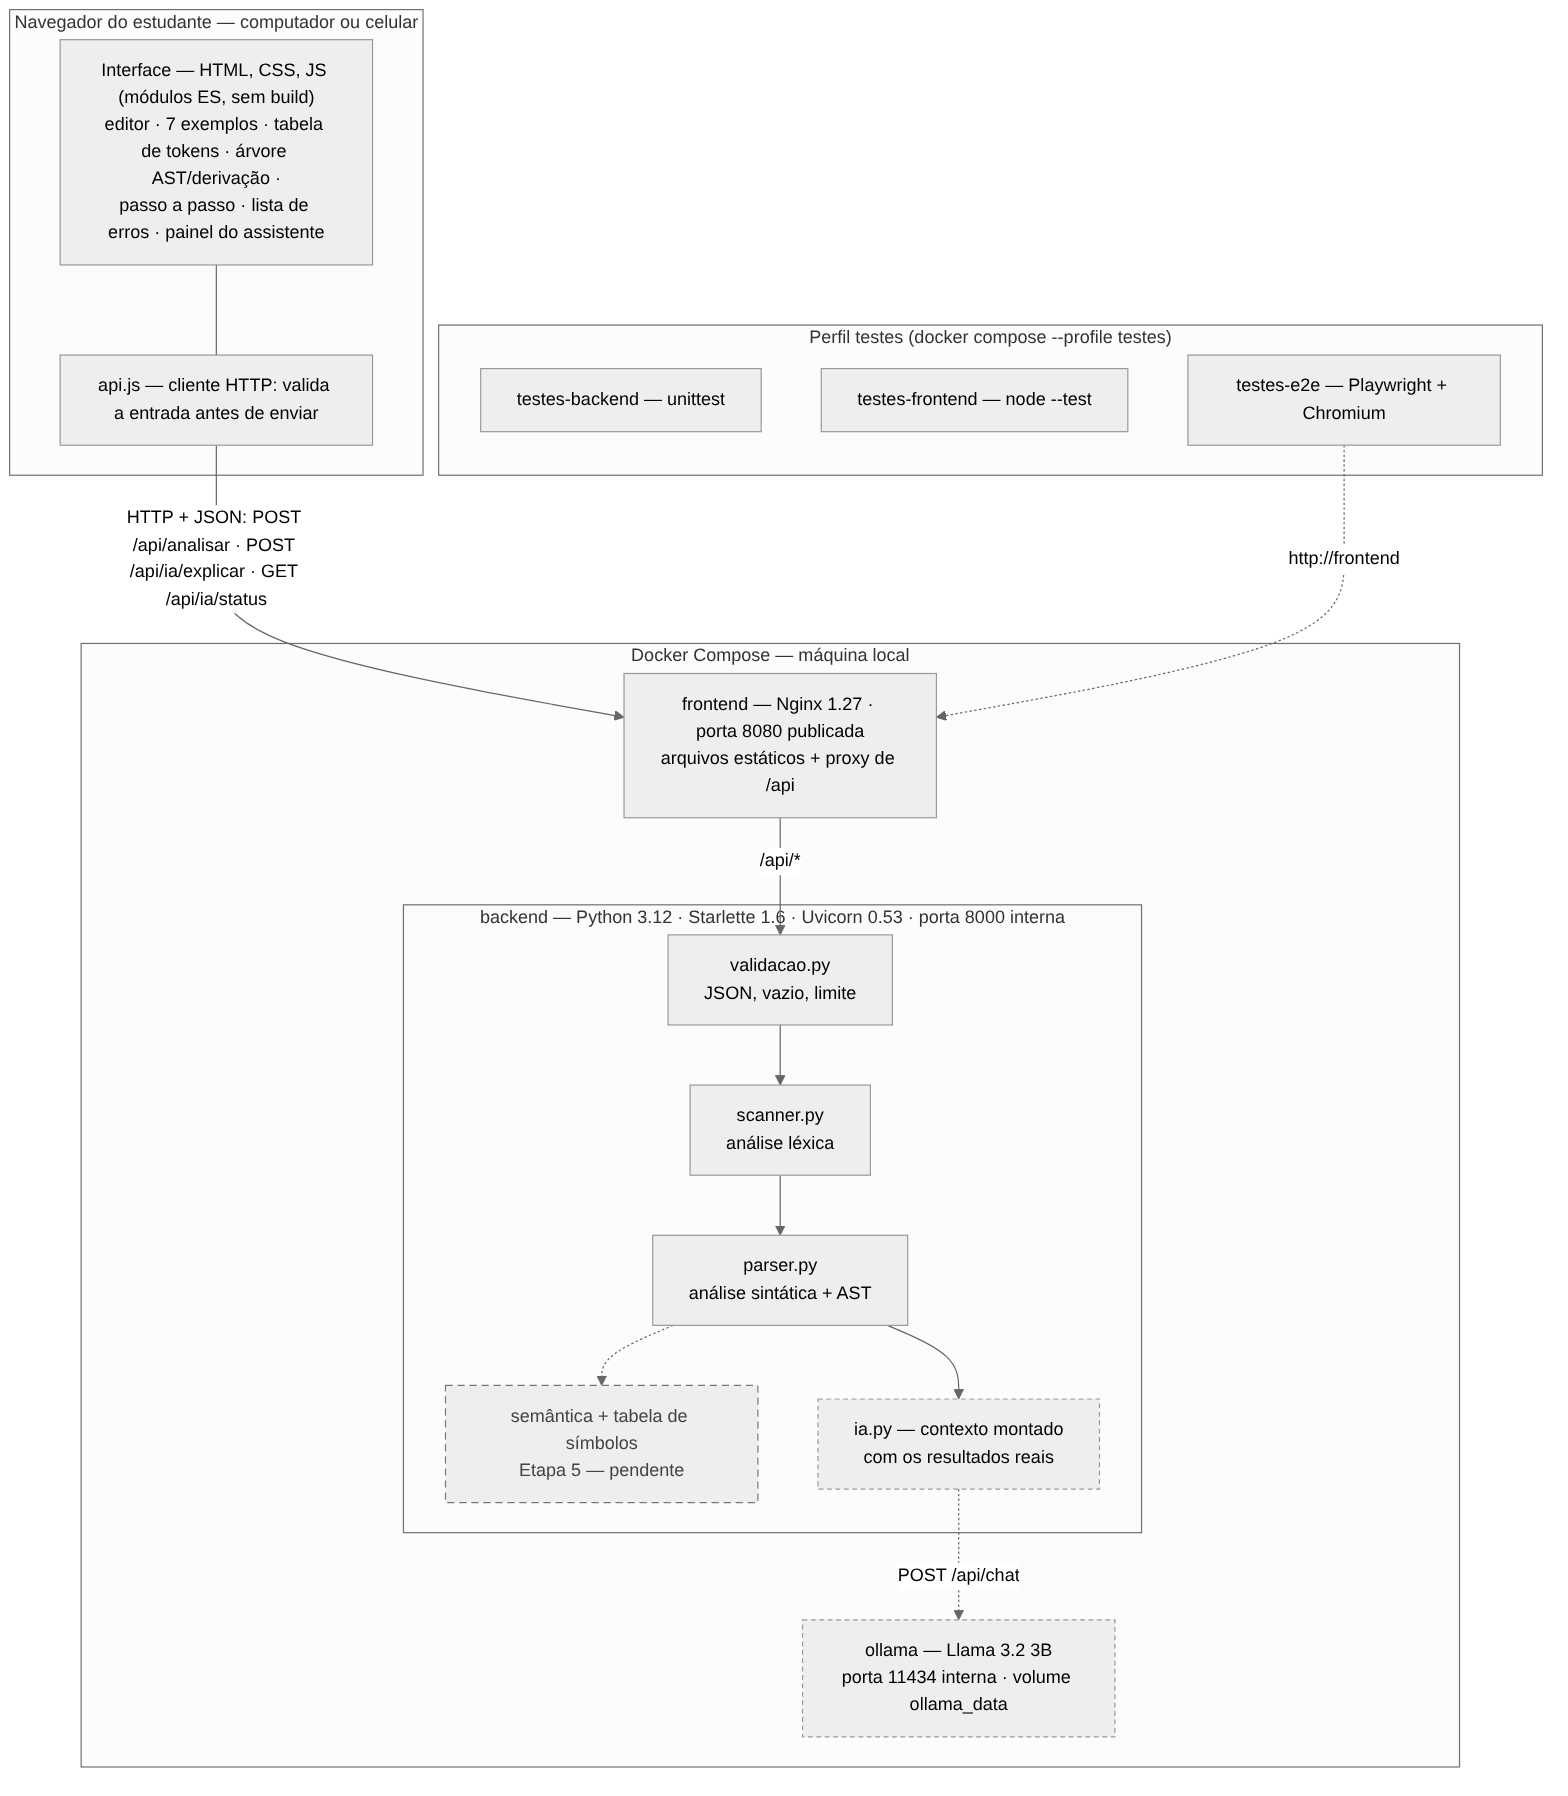 Navegador do estudante — computador ou celular
Interface — HTML, CSS, JS
(módulos ES, sem build)
editor · 7 exemplos · tabela
de tokens · árvore
AST/derivação ·
passo a passo · lista de
erros · painel do assistente
api.js — cliente HTTP: valida
a entrada antes de enviar
Perfil testes (docker compose --profile testes)
testes-backend — unittest
testes-frontend — node --test
testes-e2e — Playwright +
Chromium
HTTP + JSON: POST
/api/analisar · POST
/api/ia/explicar · GET
/api/ia/status
http://frontend
Docker Compose — máquina local
frontend — Nginx 1.27 ·
porta 8080 publicada
arquivos estáticos + proxy de
/api
/api/*
backend — Python 3.12 · Starlette 1.6 · Uvicorn 0.53 · porta 8000 interna
validacao.py
JSON, vazio, limite
scanner.py
análise léxica
parser.py
análise sintática + AST
semântica + tabela de
símbolos
Etapa 5 — pendente
ia.py — contexto montado
com os resultados reais
POST /api/chat
ollama — Llama 3.2 3B
porta 11434 interna · volume
ollama_data